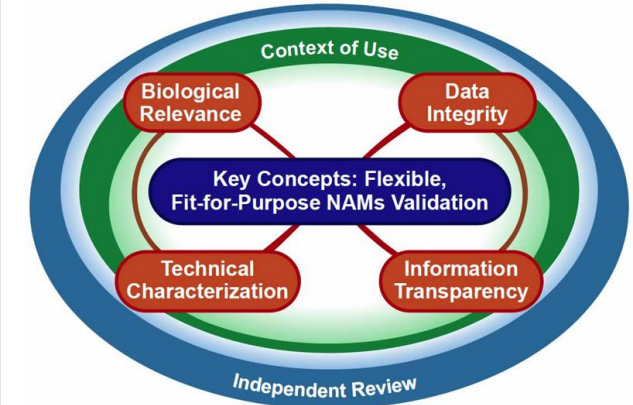 Context of Use
Biological
Relevance
Data
Integrity
Key Concepts: Flexible,
Fit-for-Purpose NAMs Validation
Technical
Characterization
Information
Transparency
Independent Review